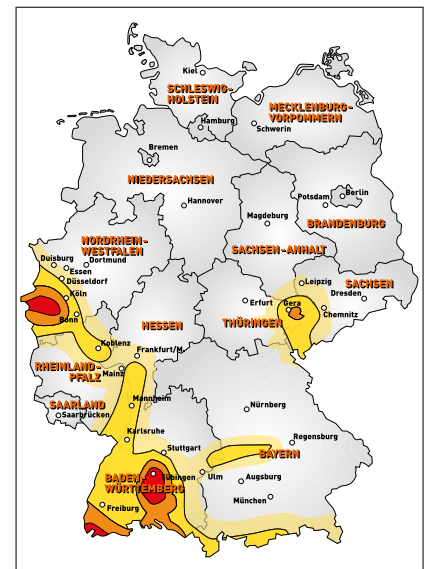 Kiel
SCHLESWIG-
HOLSTEIN
MECKLENBURG-
VORPOMMERN
Hamburg
Schwerin
Bremen
NIEDERSACHSEN
Berlin
Potsdam
Hannover
Magdeburg
BRANDENBURG
NORDRHEIN-
WESTFALEN
SACHSEN-ANHALT
Duisburg
Dortmund
Essen
Düsseldorf
Leipzig
SACHSEN
Dresden
Köln
Erfurt
Gera
Chemnitz
Bonn
HESSEN
THÜRINGEN
Koblenz
Frankfurt/M.
RHEINLAND-
PFALZ
Mainz
SAARLAND
Saarbrücken
Mannheim
Nürnberg
Karlsruhe
Regensburg
Stuttgart
BAYERN
BADEN-
WÜRTTEMBERG
Tübingen
Ulm
Augsburg
München
Freiburg